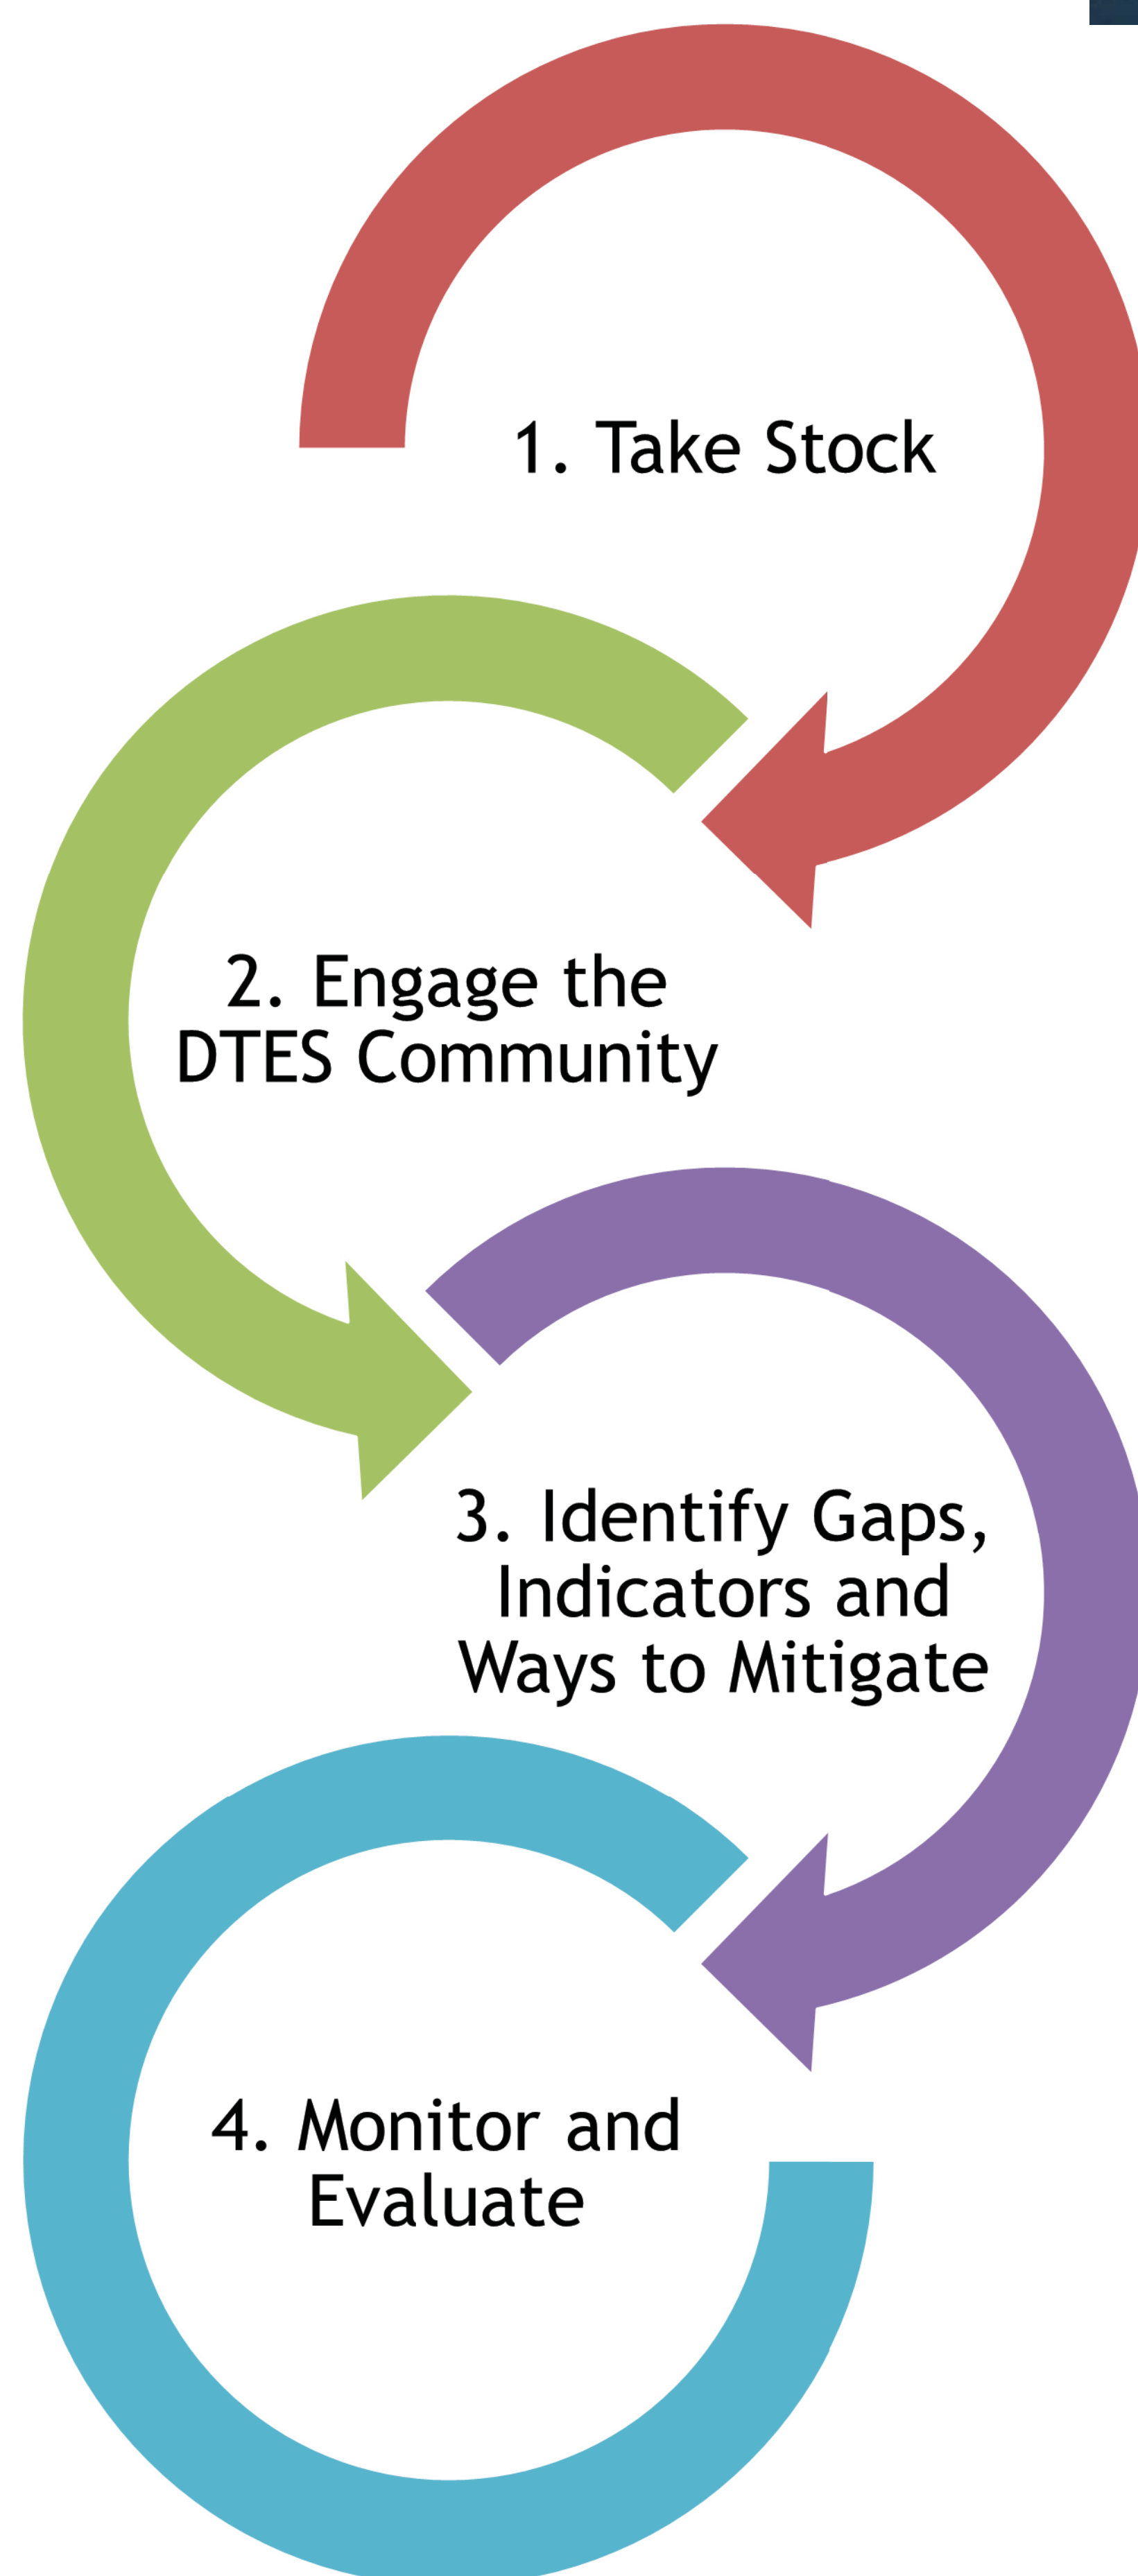 1. Take Stock
2. Engage the
DTES Community
3. Identify Gaps,
Indicators and
Ways to Mitigate
4. Monitor and
Evaluate